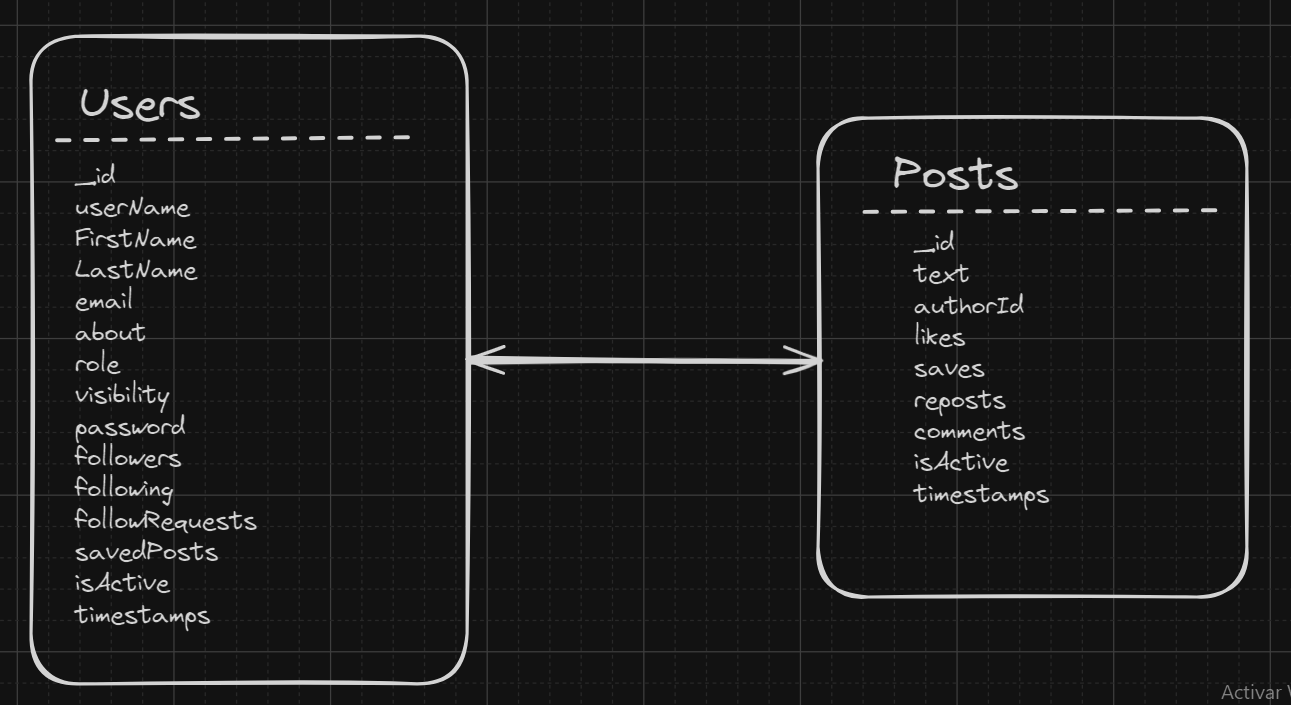 Users
_id
userName
FirstName
LastName
email
about
role
visibility
password
followers
following
followRequests
savedPosts
isActive
timestamps
Posts
_id
text
authorId
likes
saves
reposts
comments
isActive
timestamps
Activar